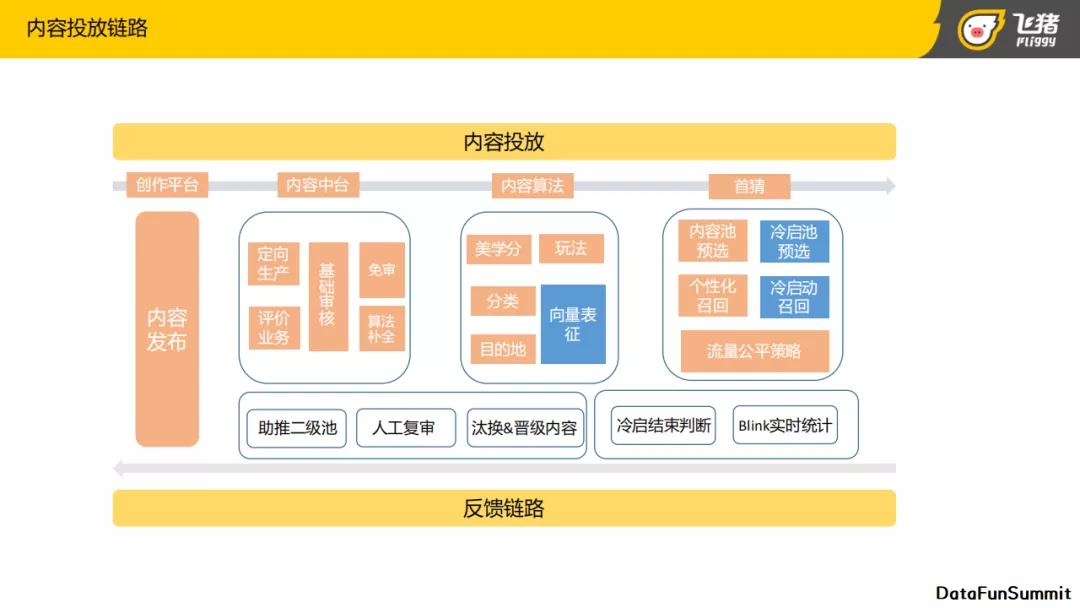 内容投放链路
飞猪
Fliggy
内容投放
创作平台
内容中台
内容算法
首猜
内容
发布
定向
生产
评价
业务
基
础
审
核
免审
算法
补全
美学分
玩法
分类
目的地
向量表
征
内容池
预选
冷启池
预选
个性化
召回
冷启动
召回
流量公平策略
助推二级池
人工复审
汰换&晋级内容
冷启结束判断
Blink实时统计
反馈链路
DataFunSummit